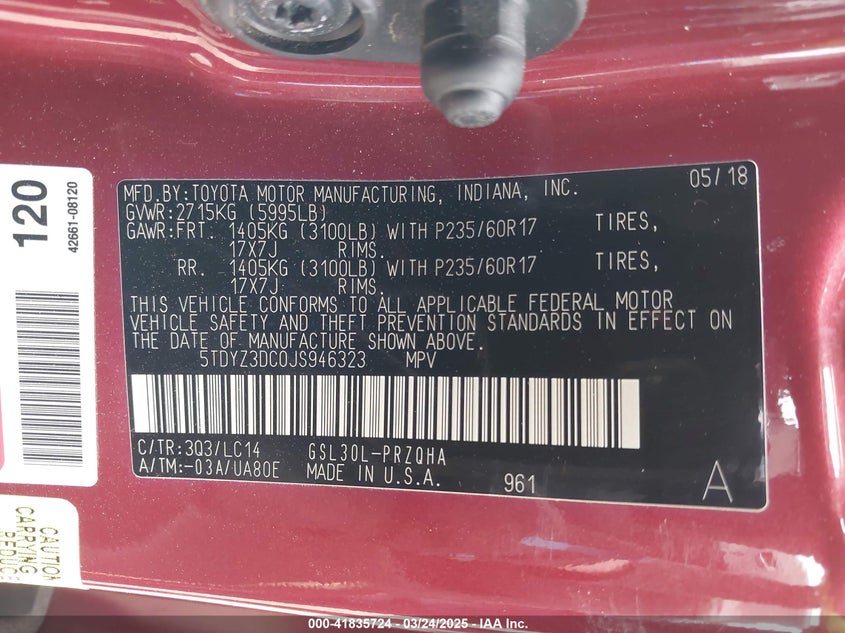 120
42661-08120
MFD.BY:TOYOTA MOTOR MANUFACTURING, INDIANA, INC. 05/18
GVWR:2715KG (5995LB)
GAWR:FRT. 1405KG (3100LB) WITH P235/60R17 TIRES,
17X7J RIMS.
RR. 1405KG (3100LB) WITH P235/60R17 TIRES,
17X7J RIMS.
THIS VEHICLE CONFORMS TO ALL APPLICABLE FEDERAL MOTOR
VEHICLE SAFETY AND THEFT PREVENTION STANDARDS IN EFFECT ON
THE DATE OF MANUFACTURE SHOWN ABOVE.
5TDYZ3DC0JS946323 MPV
C/TR:3Q3/LC14 GSL30L-PRZQHA
A/TM:-03A/UA80E MADE IN U.S.A. 961 A
CAUTION
CARRYING
REDUCE
000-41835724 - 03/24/2025 - IAA Inc.